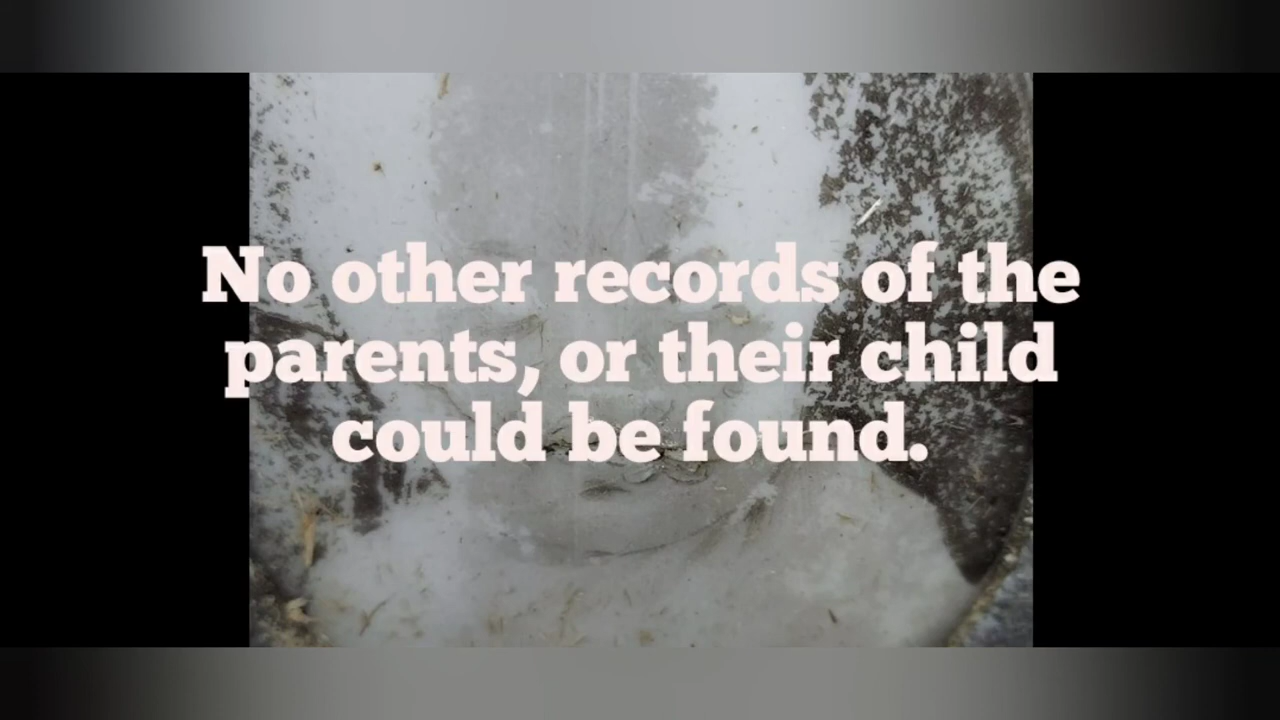 No other records of the
parents, or their child
could be found.